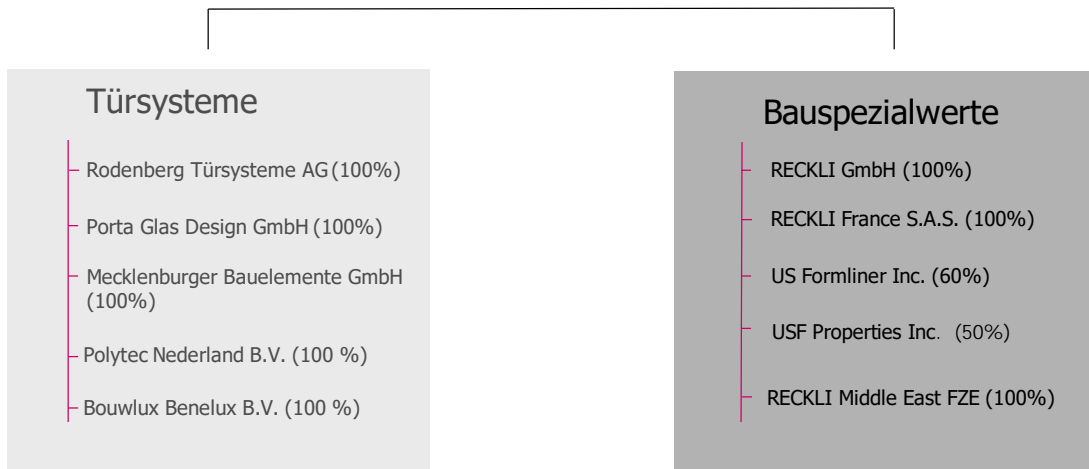 Türsysteme
Rodenberg Türsysteme AG (100%)
Porta Glas Design GmbH (100%)
Mecklenburger Bauelemente GmbH
(100%)
Polytec Nederland B.V. (100 %)
Bouwlux Benelux B.V. (100 %)
Bauspezialwerte
RECKLI GmbH (100%)
RECKLI France S.A.S. (100%)
US Formliner Inc. (60%)
USF Properties Inc. (50%)
RECKLI Middle East FZE (100%)